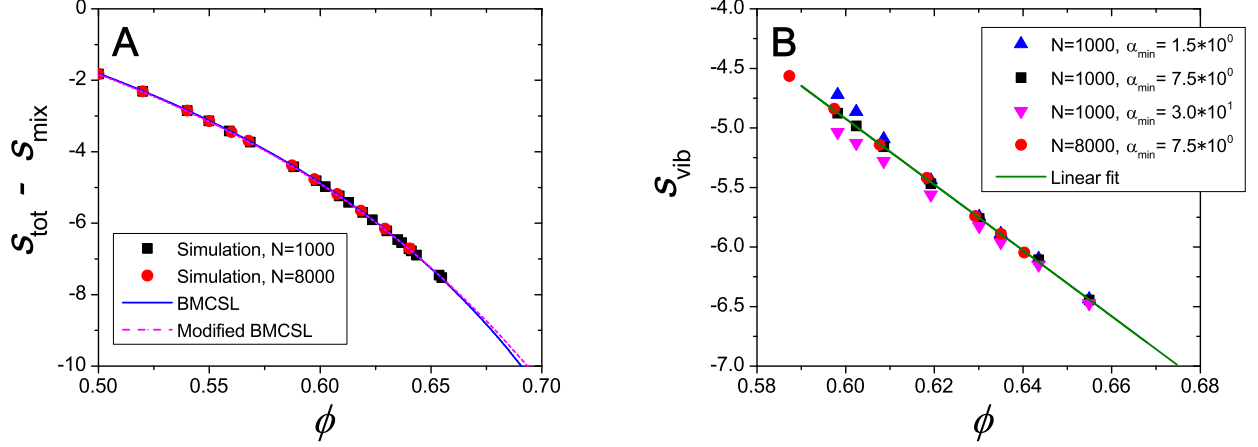 A
0
-2
-4
-6
-8
-10
s_tot - s_mix
Simulation, N=1000
Simulation, N=8000
BMCSL
Modified BMCSL
0.50 0.55 0.60 0.65 0.70
ϕ
B
-4.0
-4.5
-5.0
-5.5
-6.0
-6.5
-7.0
s_vib
N=1000, α_min= 1.5*10^0
N=1000, α_min= 7.5*10^0
N=1000, α_min= 3.0*10^1
N=8000, α_min= 7.5*10^0
Linear fit
0.58 0.60 0.62 0.64 0.66 0.68
ϕ